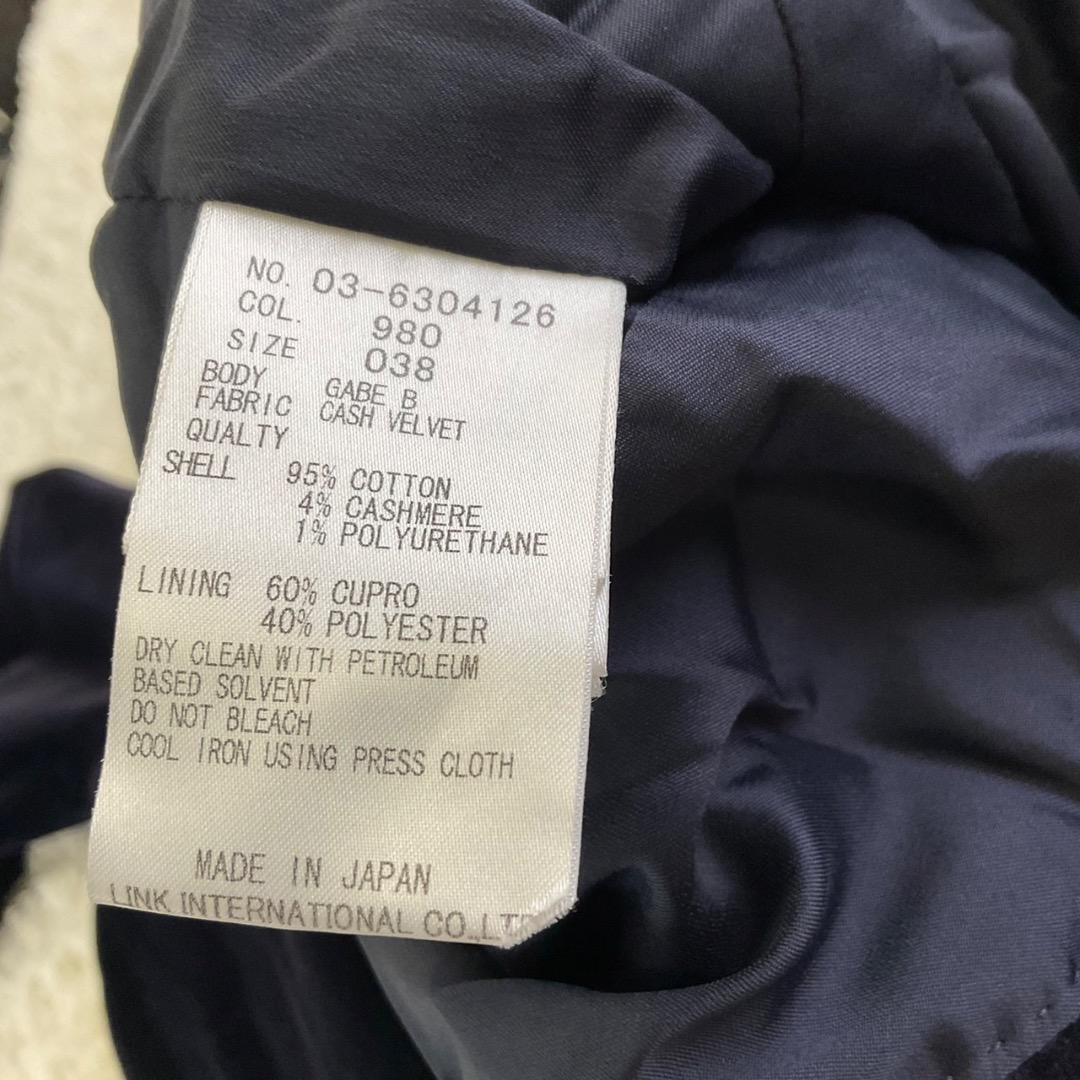 NO. 03-6304126
COL. 980
SIZE 038
BODY GABE B
FABRIC CASH VELVET
QUALTY
SHELL 95% COTTON
4% CASHMERE
1% POLYURETHANE
LINING 60% CUPRO
40% POLYESTER
DRY CLEAN WITH PETROLEUM
BASED SOLVENT
DO NOT BLEACH
COOL IRON USING PRESS CLOTH
MADE IN JAPAN
LINK INTERNATIONAL CO.,LTD